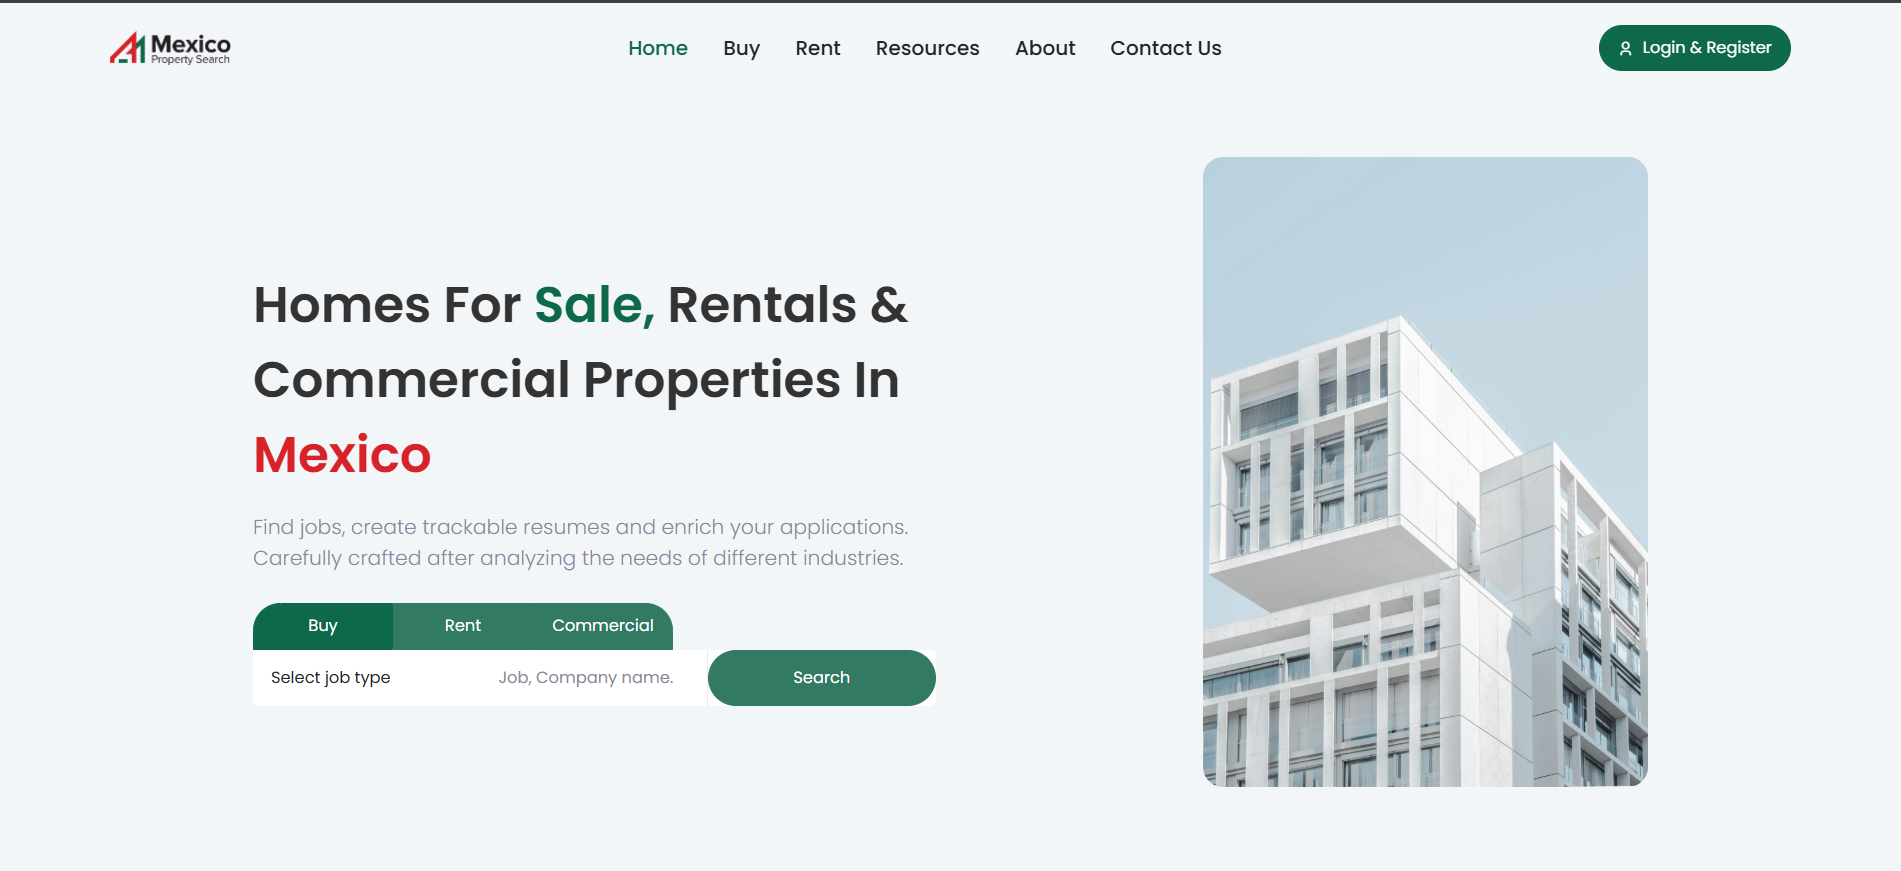 Mexico
Property Search
Home Buy Rent Resources About Contact Us
Login & Register
Homes For Sale, Rentals &
Commercial Properties In
Mexico
Find jobs, create trackable resumes and enrich your applications.
Carefully crafted after analyzing the needs of different industries.
Buy Rent Commercial
Select job type Job, Company name. Search